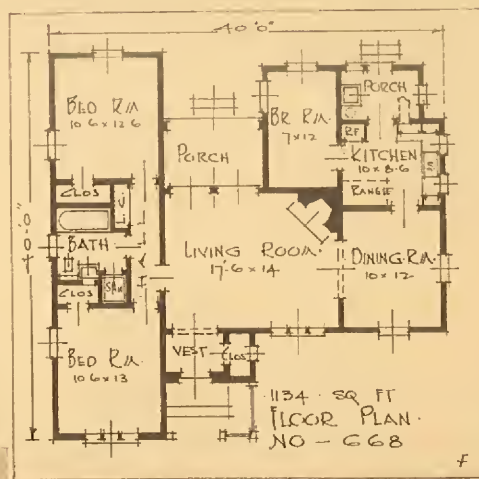 40'0"
BED RM.
10-6 x 12-6
PORCH
BR RM.
7 x 12
PORCH
RF
KITCHEN
10 x 8-6
RANGE
CLOS
BATH
CLOS
LIVING ROOM
17'-6 x 14
DINING RM
10 x 12
BED RM.
10 6 x 13
VEST
CLOS
1134 SQ FT
FLOOR PLAN.
NO - 668
F